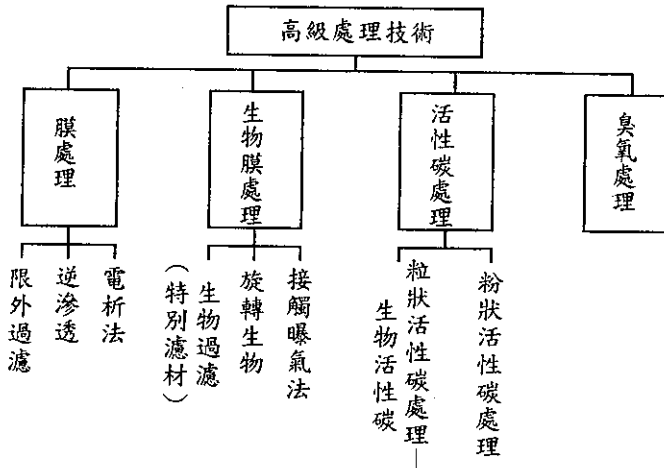 高級處理技術
膜處理
生物膜處理
活性碳處理
臭氧處理
限外過濾
逆滲透
電析法
生物過濾
(特別濾材)
旋轉生物
接觸曝氣法
粒狀活性碳處理—
生物活性碳
粉狀活性碳處理